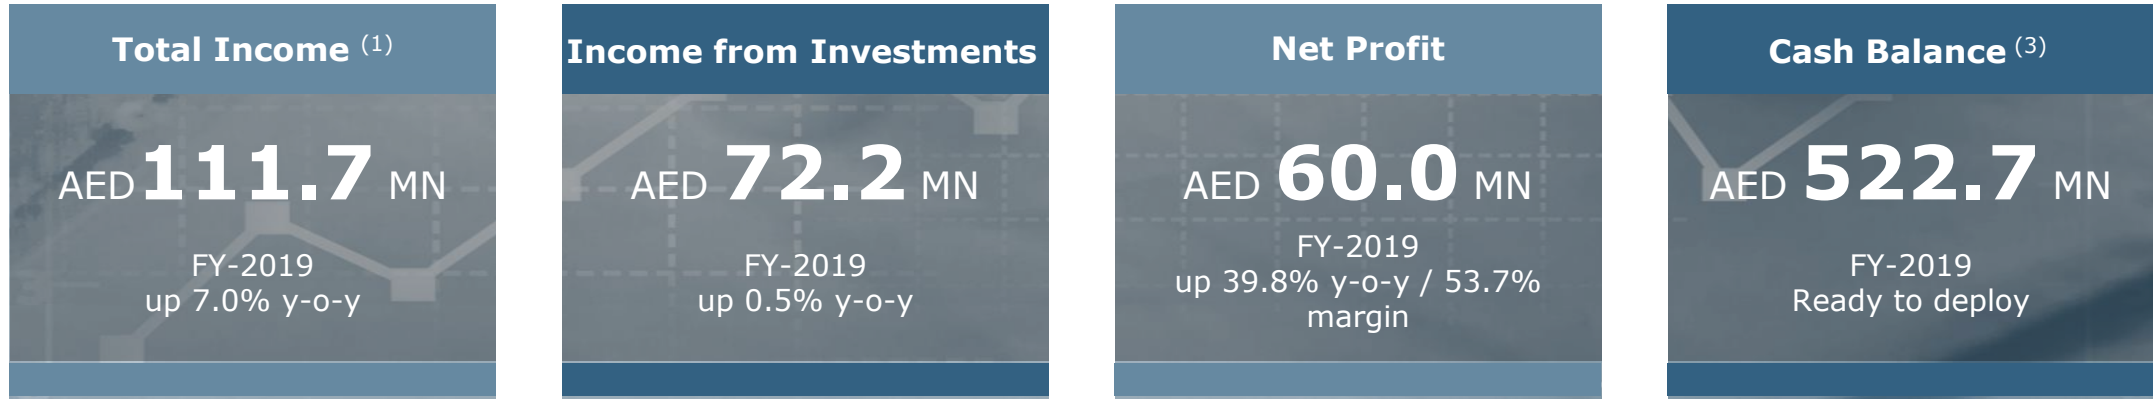 Total Income (1)
AED 111.7 MN
FY-2019
up 7.0% y-o-y
Income from Investments
AED 72.2 MN
FY-2019
up 0.5% y-o-y
Net Profit
AED 60.0 MN
FY-2019
up 39.8% y-o-y / 53.7%
margin
Cash Balance (3)
AED 522.7 MN
FY-2019
Ready to deploy